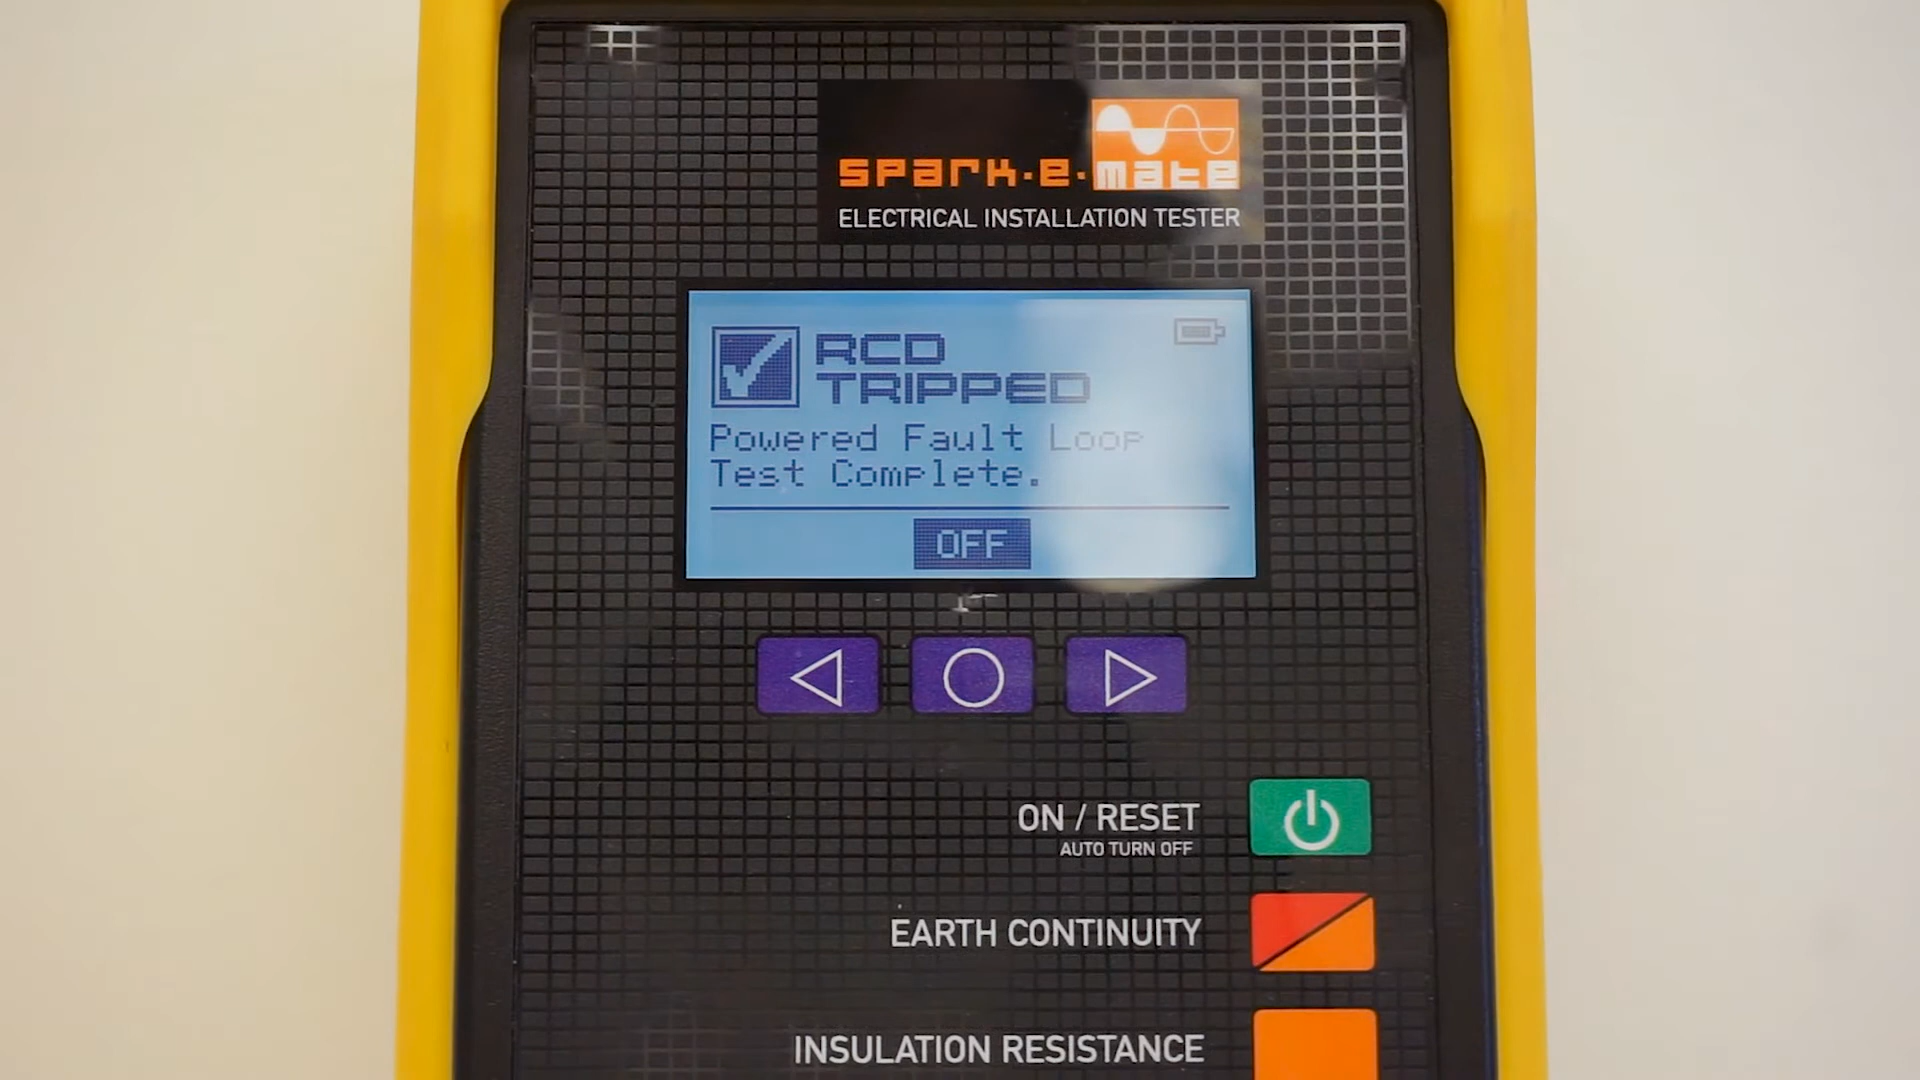 spark·e·mate
ELECTRICAL INSTALLATION TESTER
RCD
TRIPPED
Powered Fault Loop
Test Complete.
OFF
ON / RESET
AUTO TURN OFF
EARTH CONTINUITY
INSULATION RESISTANCE